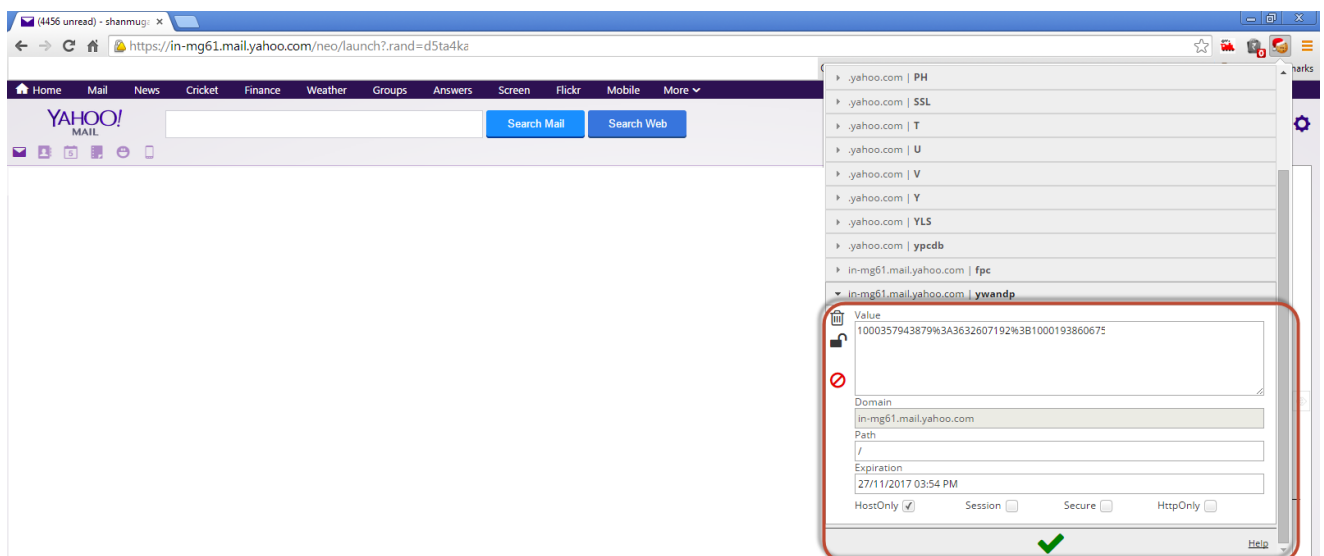 (4456 unread) - shanmuga
https://in-mg61.mail.yahoo.com/neo/launch?.rand=d5ta4ka
0
arks
Home Mail News Cricket Finance Weather Groups Answers Screen Flickr Mobile More
YAHOO!
MAIL
Search Mail Search Web
.yahoo.com | PH
.yahoo.com | SSL
.yahoo.com | T
.yahoo.com | U
.yahoo.com | V
.yahoo.com | Y
.yahoo.com | YLS
.yahoo.com | ypcdb
in-mg61.mail.yahoo.com | fpc
in-mg61.mail.yahoo.com | ywandp
Value
1000357943879%3A3632607192%3B1000193860675
Domain
in-mg61.mail.yahoo.com
Path
/
Expiration
27/11/2017 03:54 PM
HostOnly Session Secure HttpOnly
Help